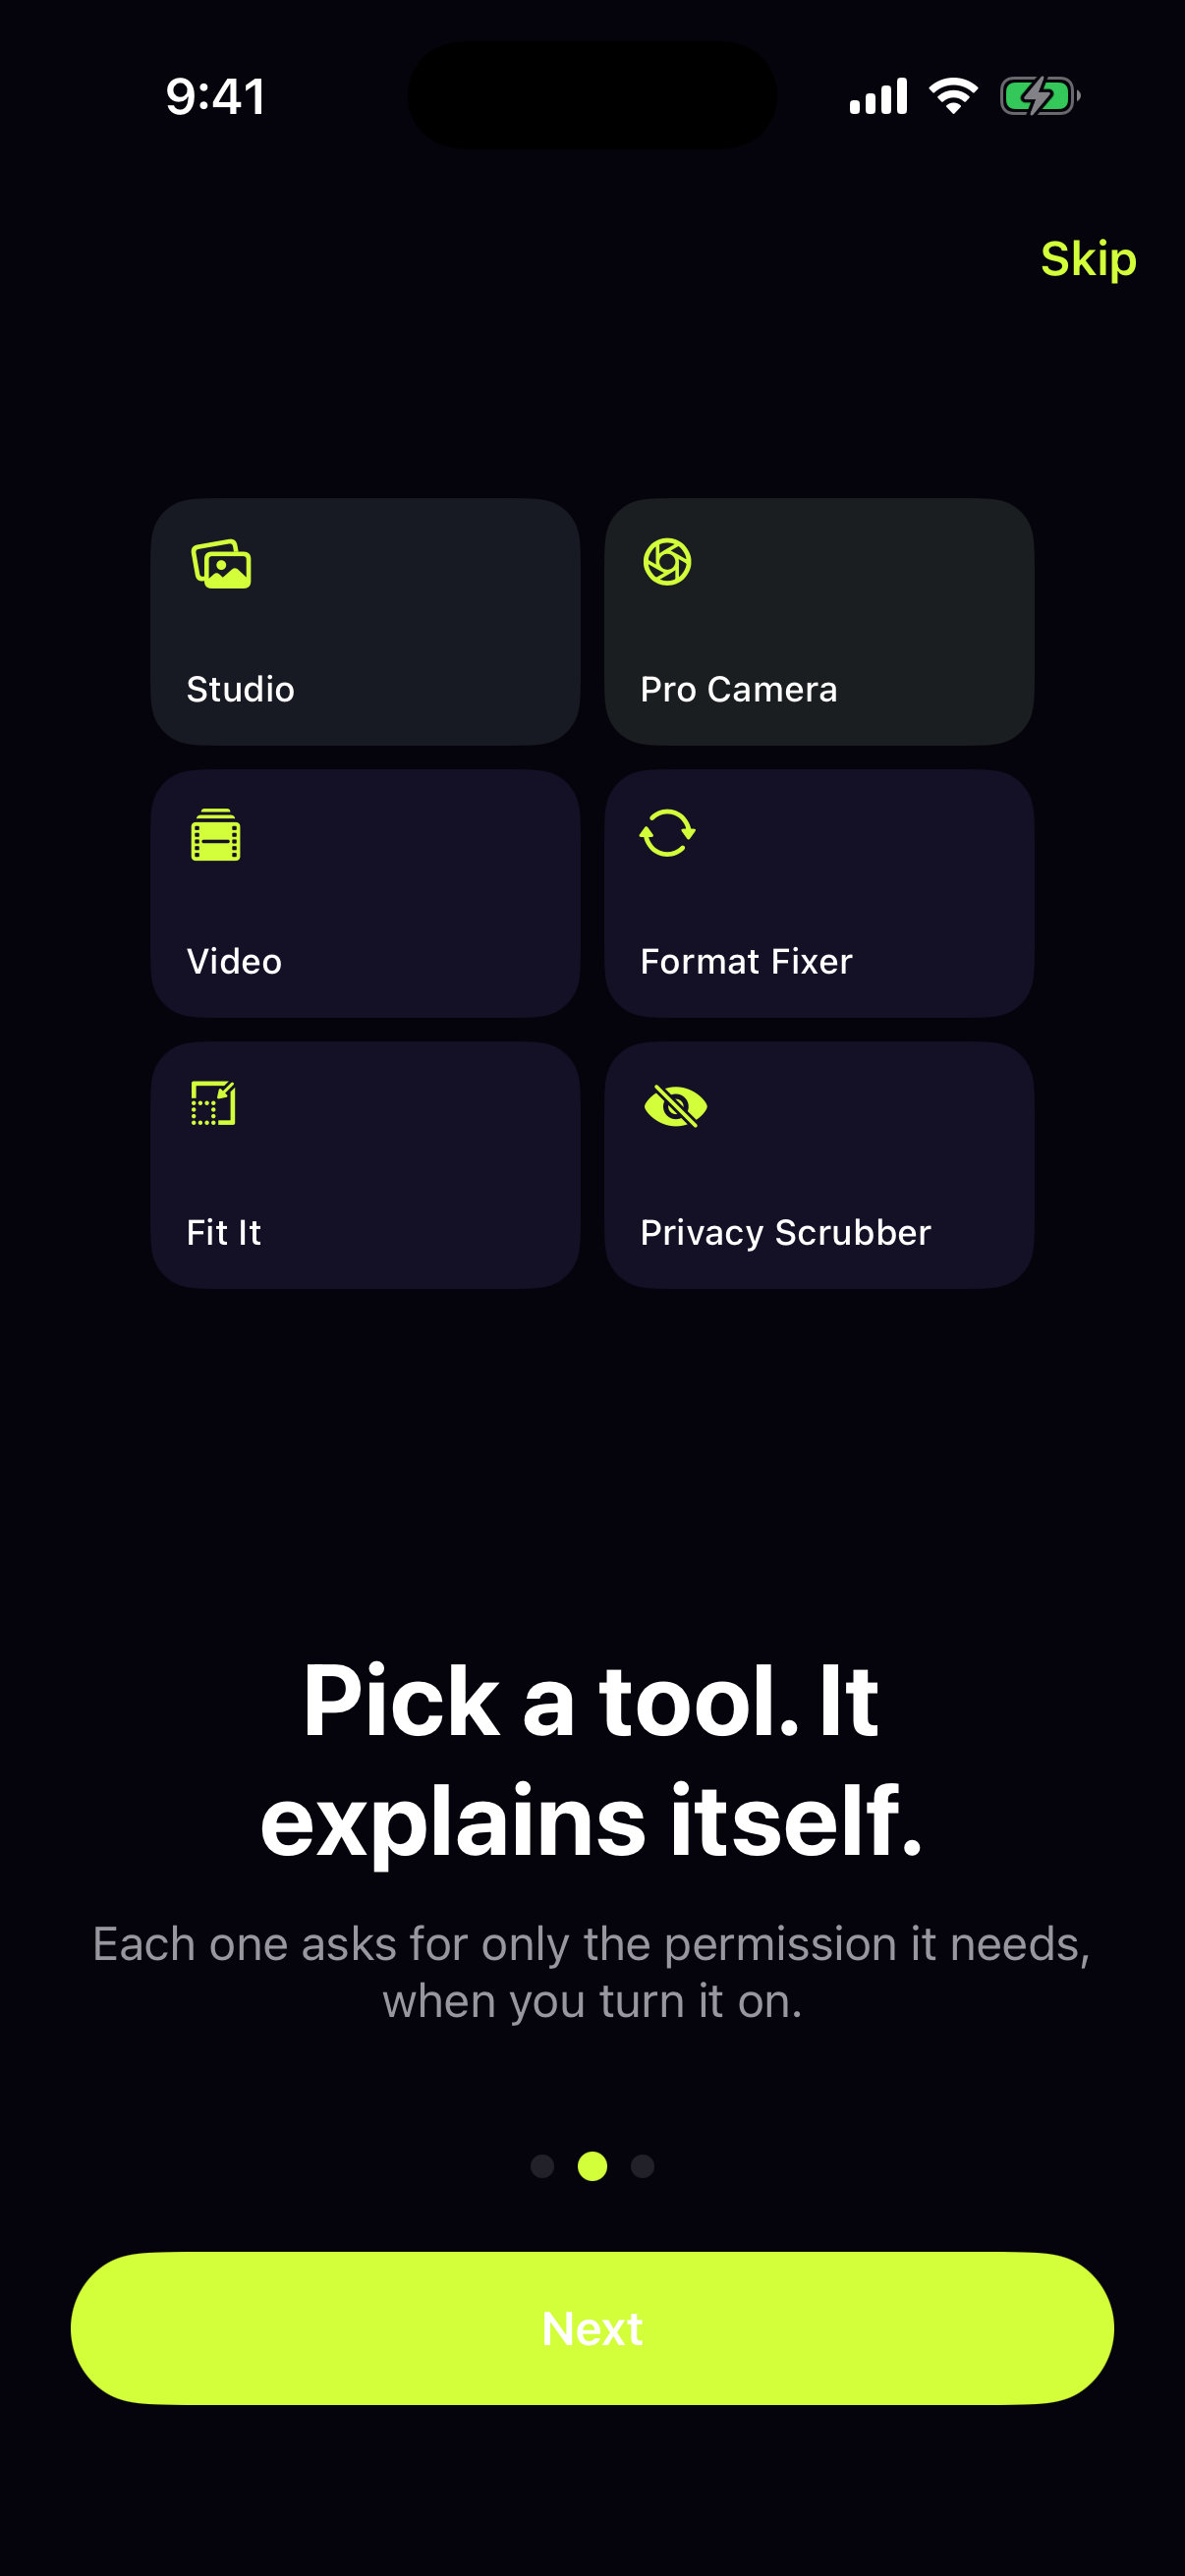 9:41
Skip
Studio
Pro Camera
Video
Format Fixer
Fit It
Privacy Scrubber
Pick a tool. It
explains itself.
Each one asks for only the permission it needs,
when you turn it on.
Next